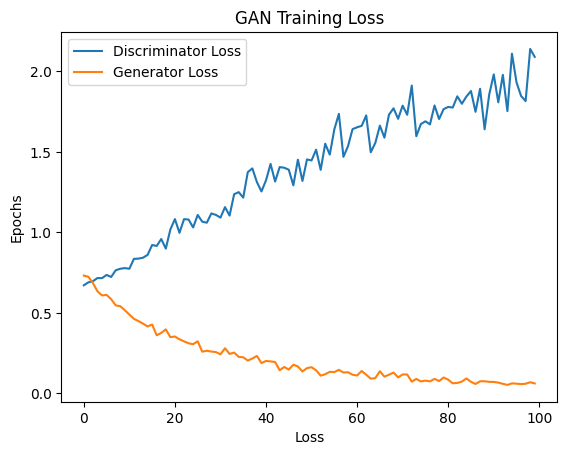 GAN Training Loss
Discriminator Loss
Generator Loss
Epochs
2.0
1.5
1.0
0.5
0.0
0 20 40 60 80 100
Loss